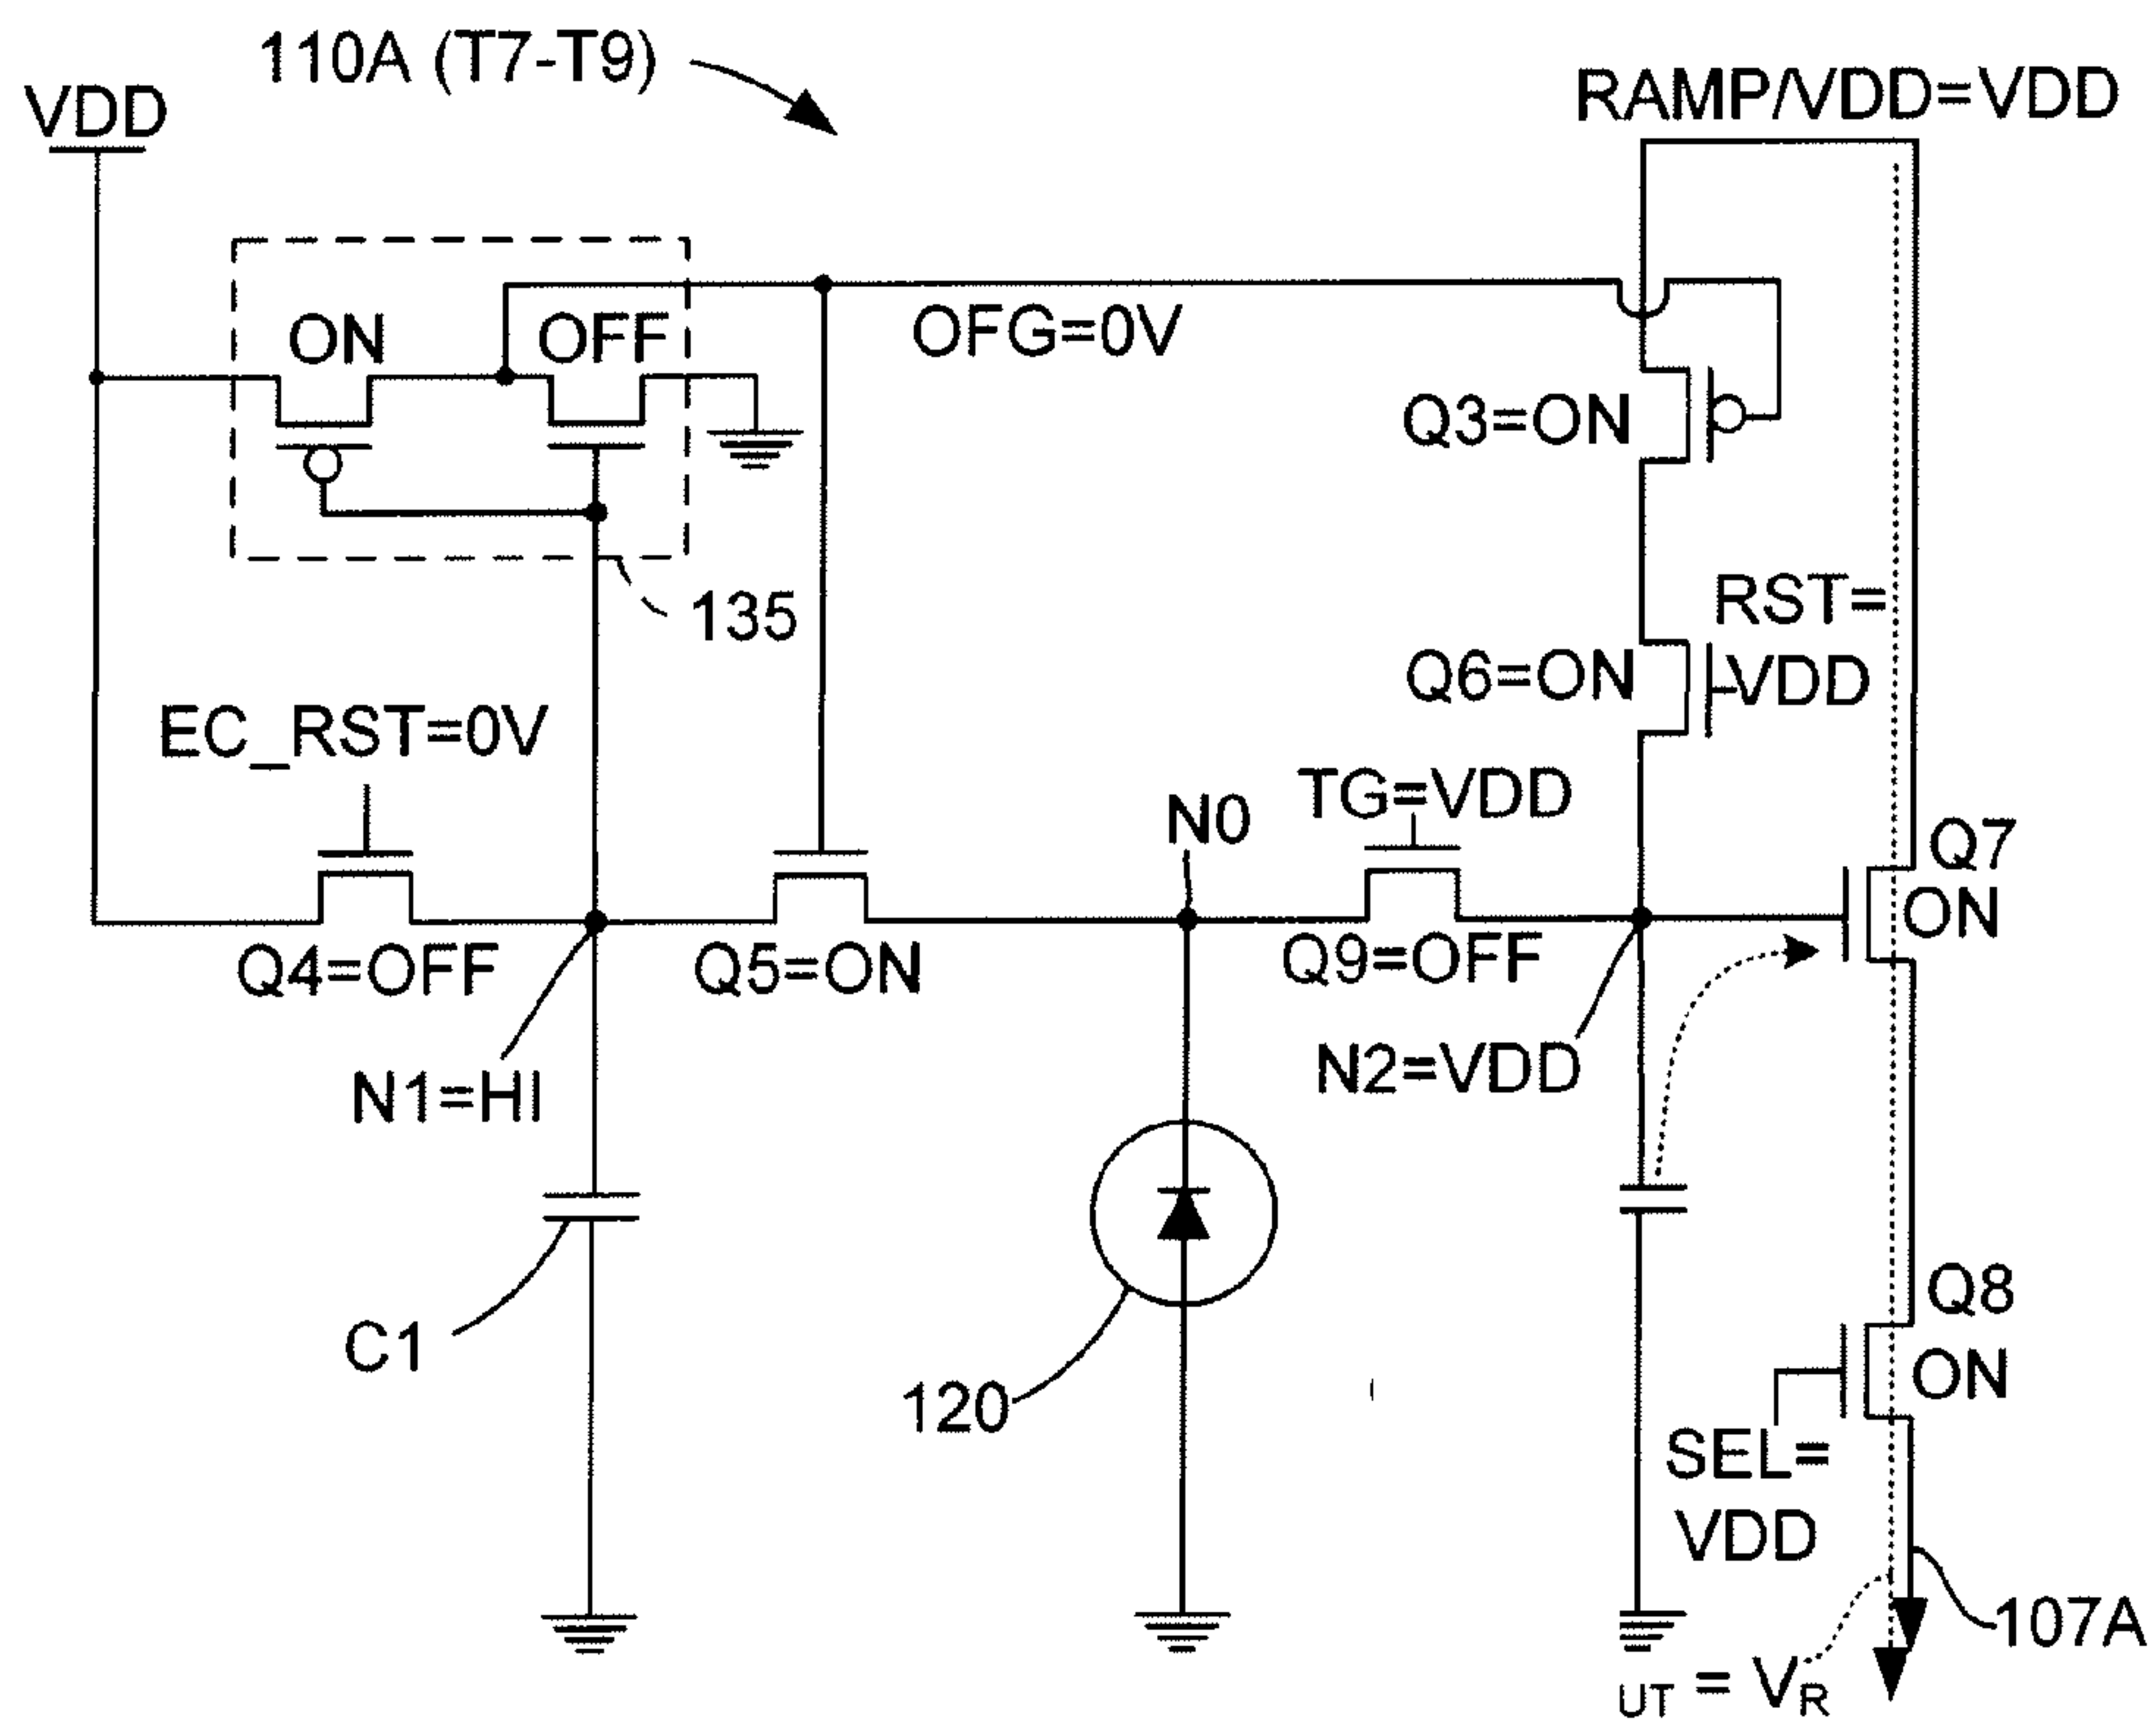 110A (T7-T9)
VDD
RAMP/VDD=VDD
ON
OFF
OFG=0V
Q3=ON
135
RST=
VDD
Q6=ON
EC_RST=0V
TG=VDD
N0
Q7
ON
Q4=OFF
Q5=ON
Q9=OFF
N1=HI
N2=VDD
C1
120
Q8
ON
SEL=
VDD
107A
UT = VR